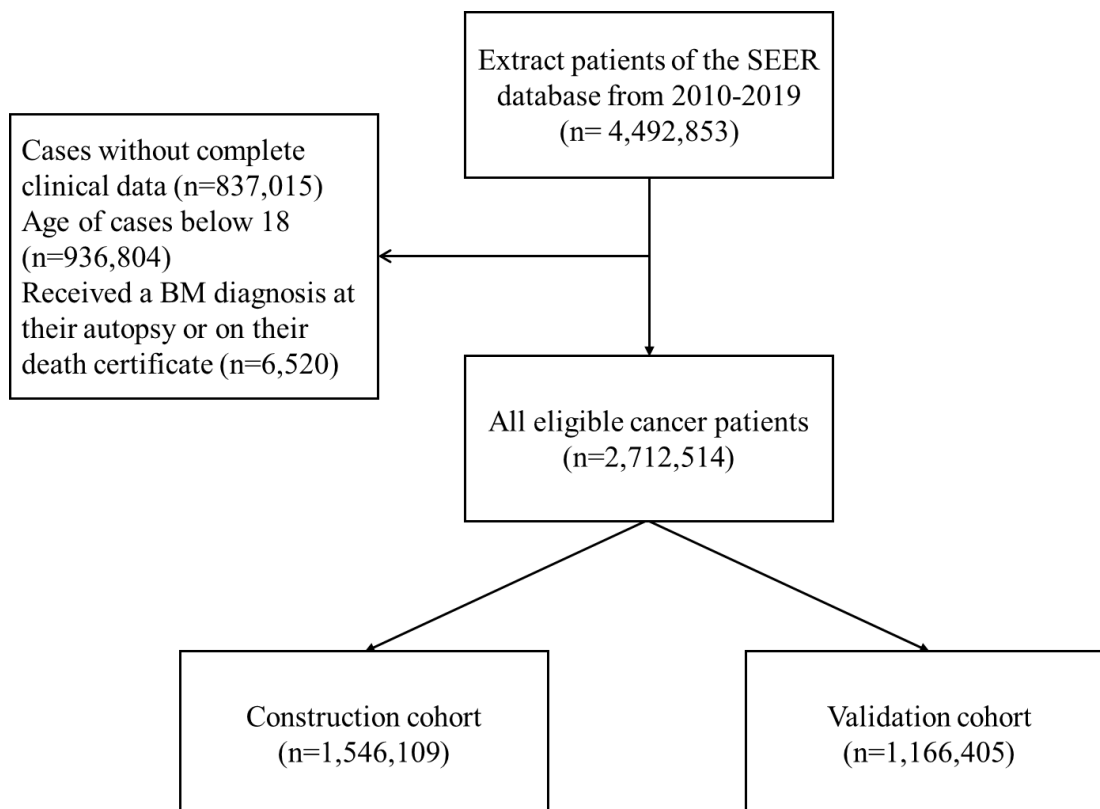 Extract patients of the SEER
database from 2010-2019
(n= 4,492,853)
Cases without complete
clinical data (n=837,015)
Age of cases below 18
(n=936,804)
Received a BM diagnosis at
their autopsy or on their
death certificate (n=6,520)
All eligible cancer patients
(n=2,712,514)
Construction cohort
(n=1,546,109)
Validation cohort
(n=1,166,405)